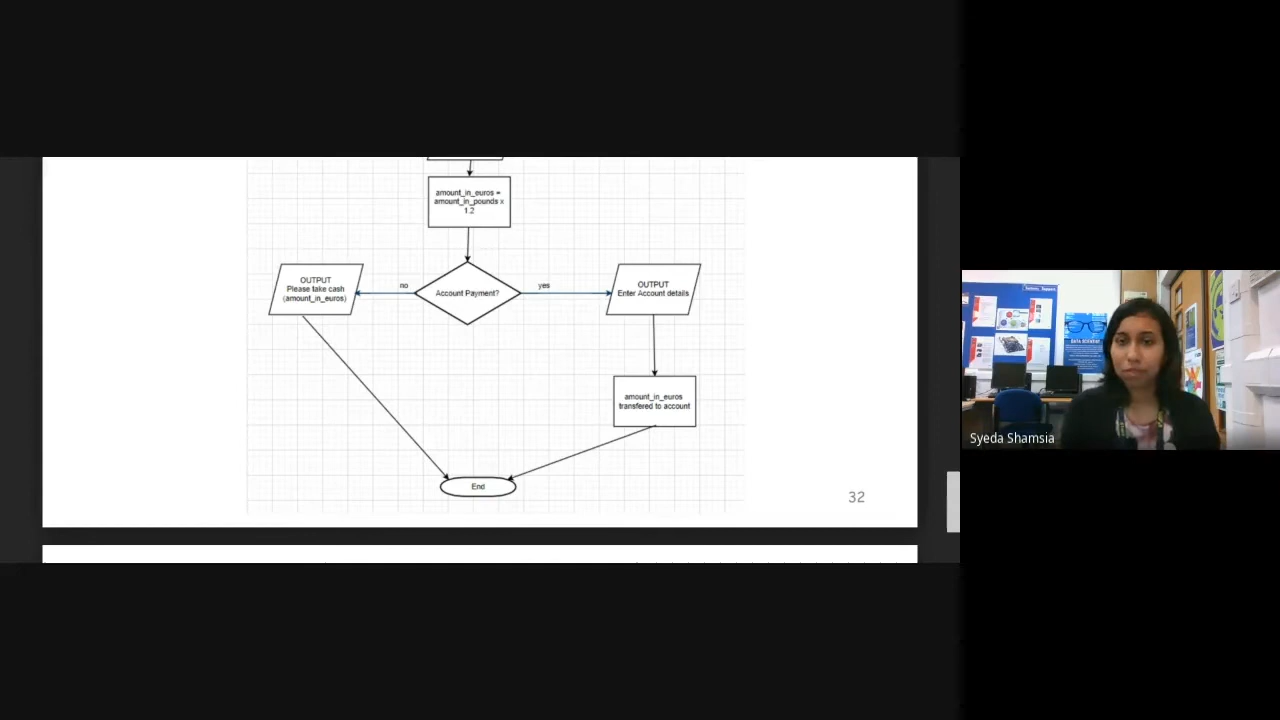 amount_in_euros =
amount_in_pounds x
1.2
OUTPUT
Please take cash
(amount_in_euros)
no
Account Payment?
yes
OUTPUT
Enter Account details
amount_in_euros
transfered to account
End
32
Syeda Shamsia